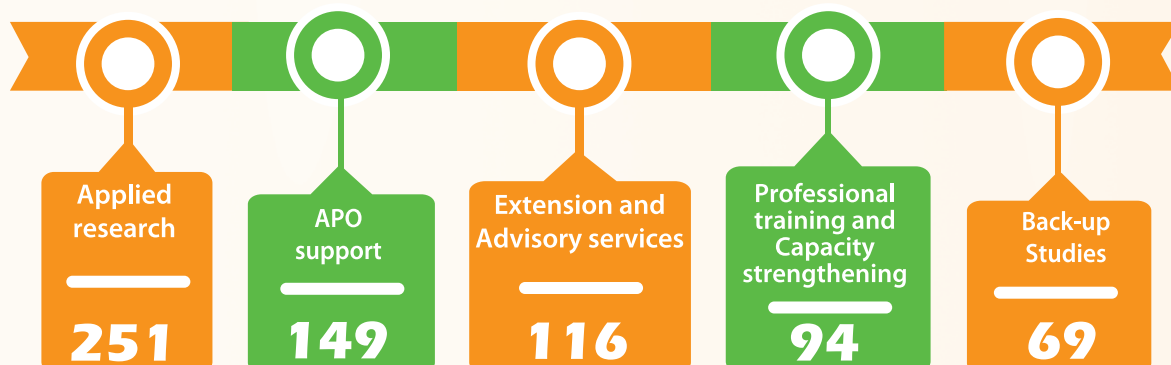 Applied
research
251
APO
support
149
Extension and
Advisory services
116
Professional
training and
Capacity
strengthening
94
Back-up
Studies
69